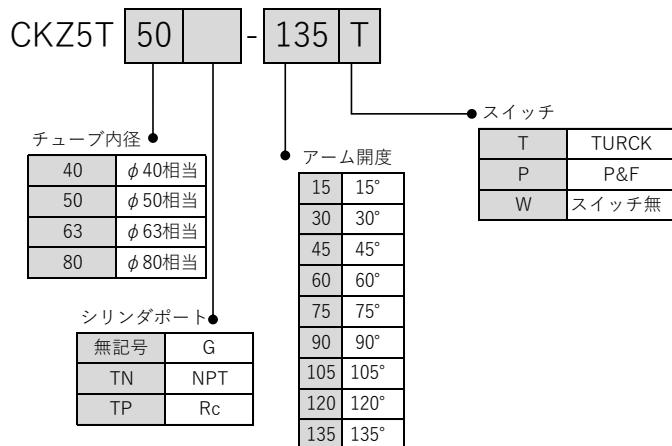 CKZ5T 50 - 135 T
スイッチ
T TURCK
P P&F
W スイッチ無
チューブ内径
40 φ40相当
50 φ50相当
63 φ63相当
80 φ80相当
アーム開度
15 15°
30 30°
45 45°
60 60°
75 75°
90 90°
105 105°
120 120°
135 135°
シリンダポート
無記号 G
TN NPT
TP Rc